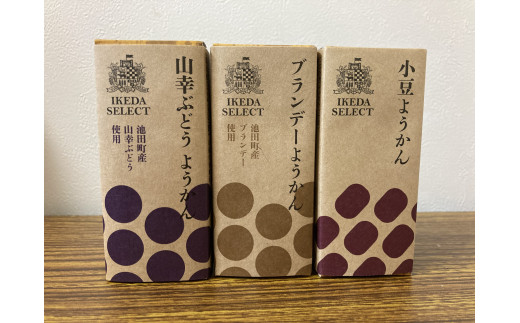 山幸ぶどう ようかん
IKEDA
SELECT
池田町産
山幸ぶどう
使用
ブランデーようかん
IKEDA
SELECT
池田町産
ブランデー
使用
小豆ようかん
IKEDA
SELECT